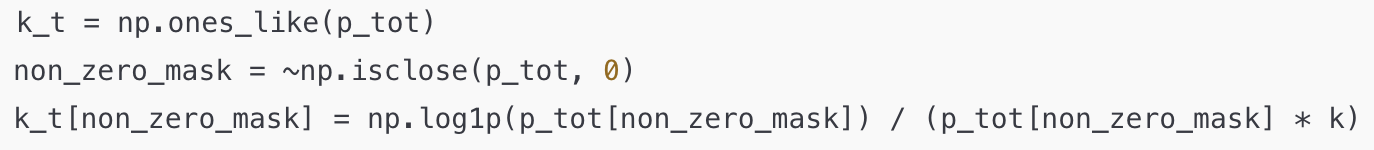 k_t = np.ones_like(p_tot)
non_zero_mask = ~np.isclose(p_tot, 0)
k_t[non_zero_mask] = np.log1p(p_tot[non_zero_mask]) / (p_tot[non_zero_mask] * k)